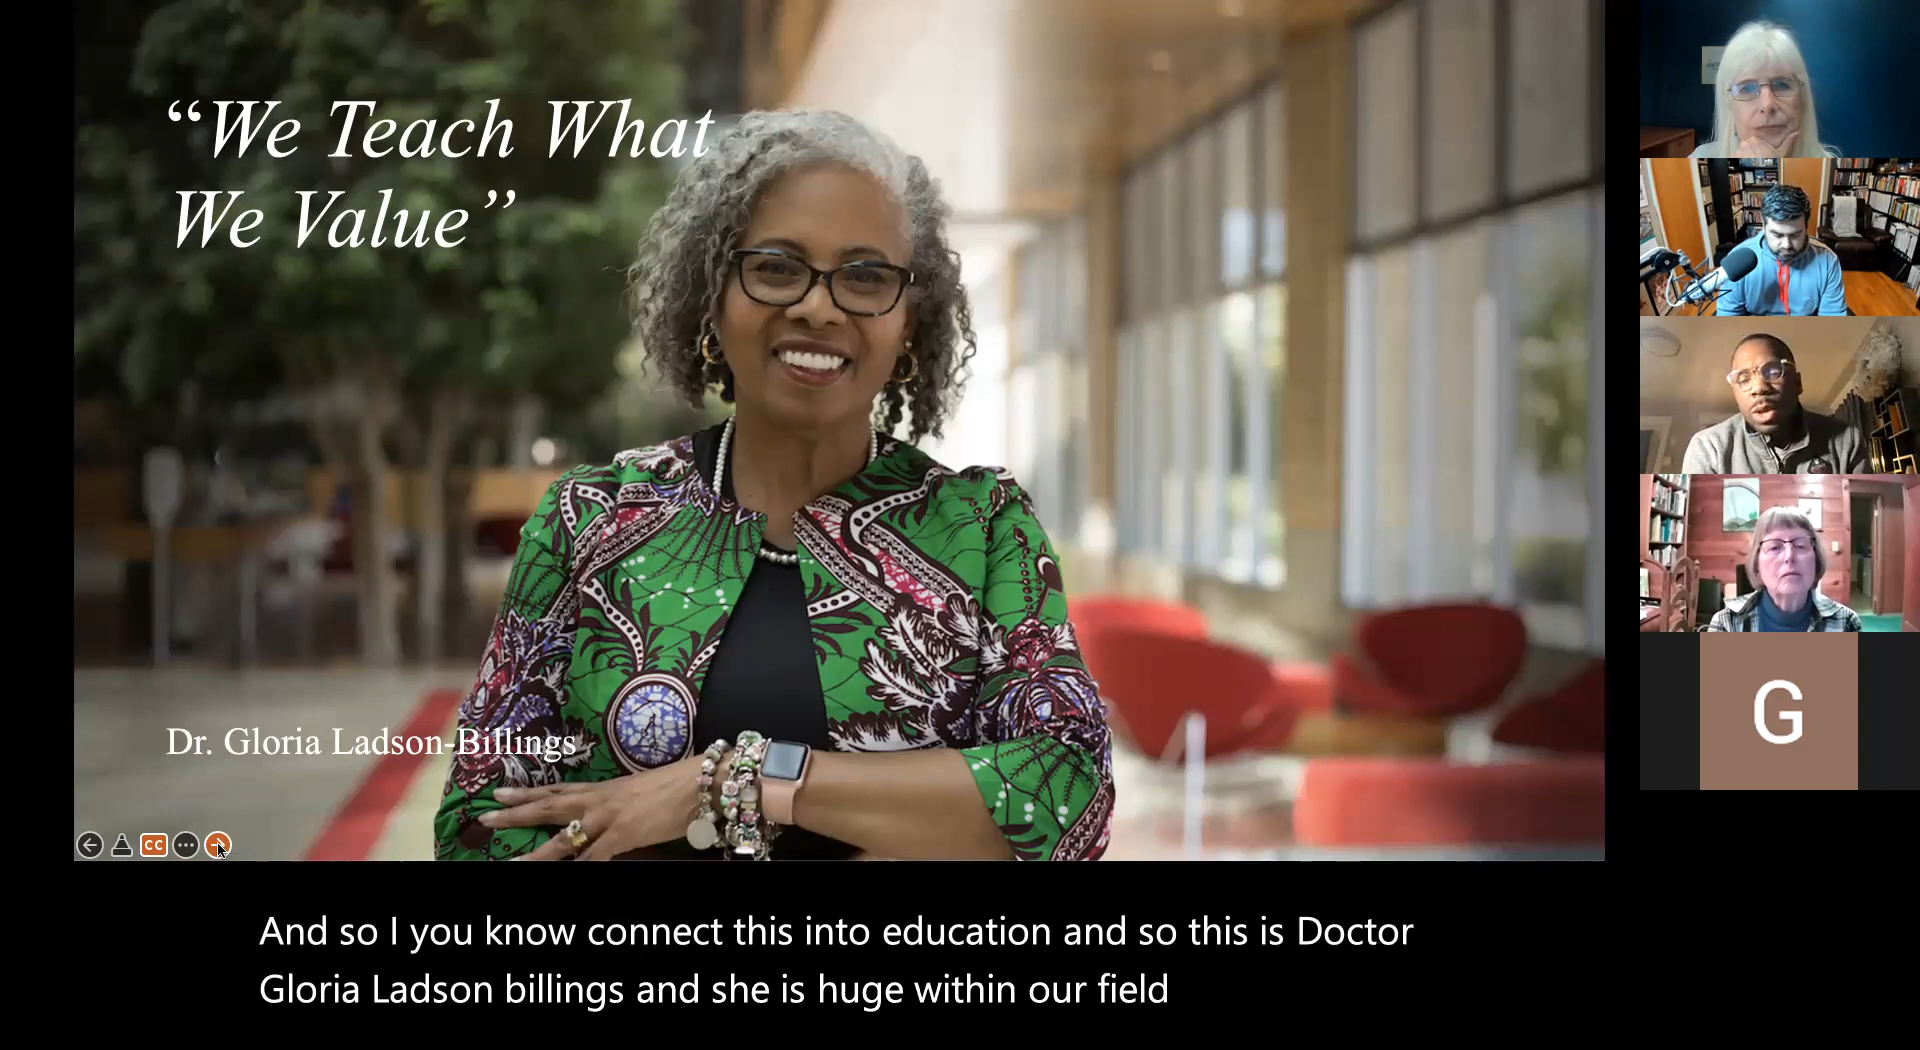 “We Teach What
We Value”
Dr. Gloria Ladson-Billings
CC
G
And so I you know connect this into education and so this is Doctor
Gloria Ladson billings and she is huge within our field